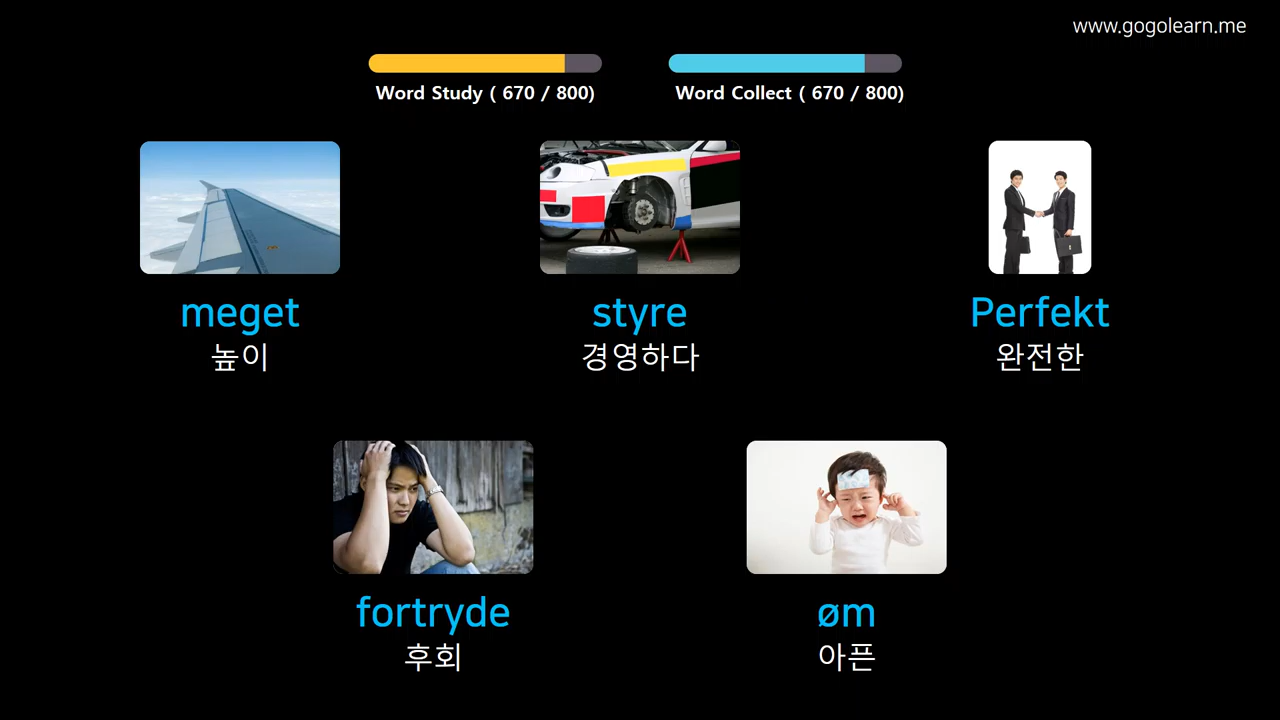 www.gogolearn.me
Word Study ( 670 / 800)
Word Collect ( 670 / 800)
meget
높이
styre
경영하다
Perfekt
완전한
fortryde
후회
øm
아픈